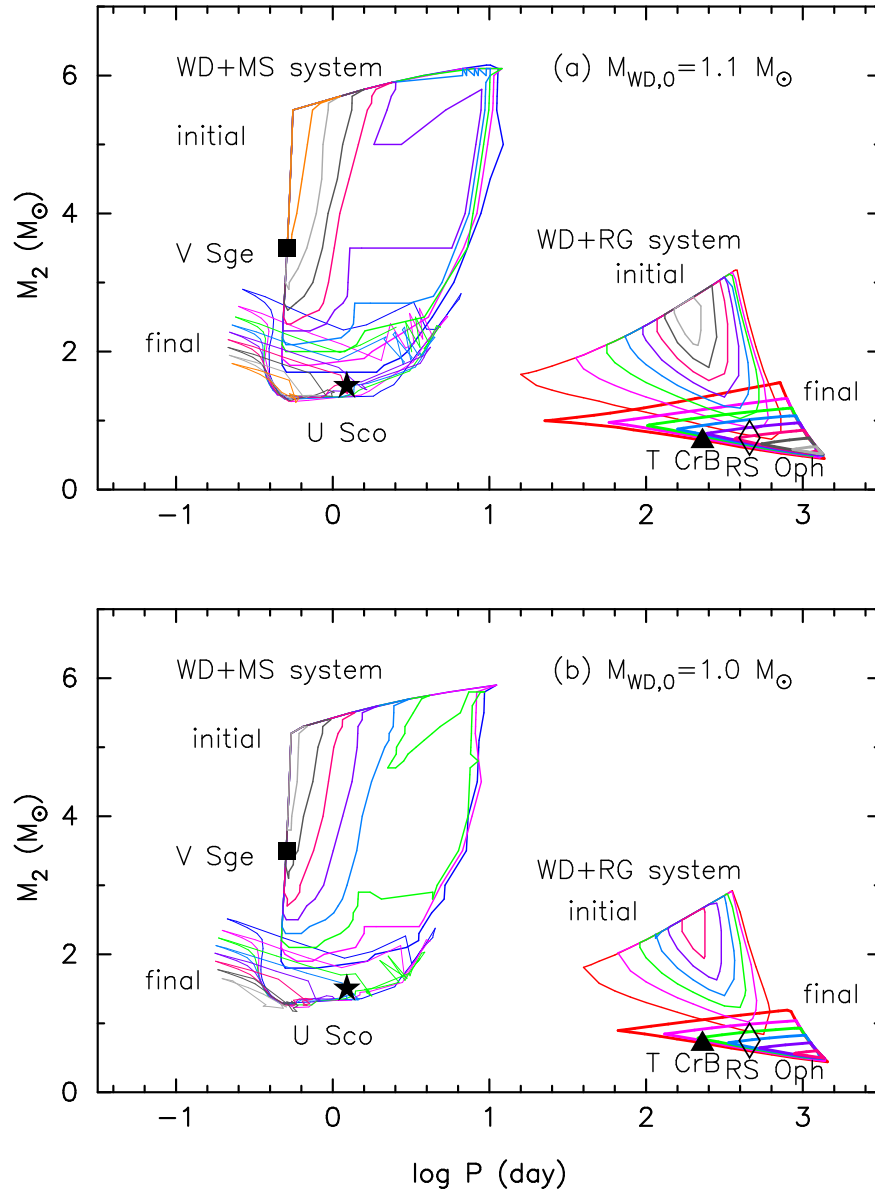 6
4
2
0
M₂ (M☉)
WD+MS system
(a) M_WD,0=1.1 M☉
initial
V Sge
WD+RG system
initial
final
final
U Sco
T CrB
RS Oph
−1
0
1
2
3
6
4
2
0
M₂ (M☉)
WD+MS system
(b) M_WD,0=1.0 M☉
initial
V Sge
WD+RG system
initial
final
final
U Sco
T CrB
RS Oph
−1
0
1
2
3
log P (day)